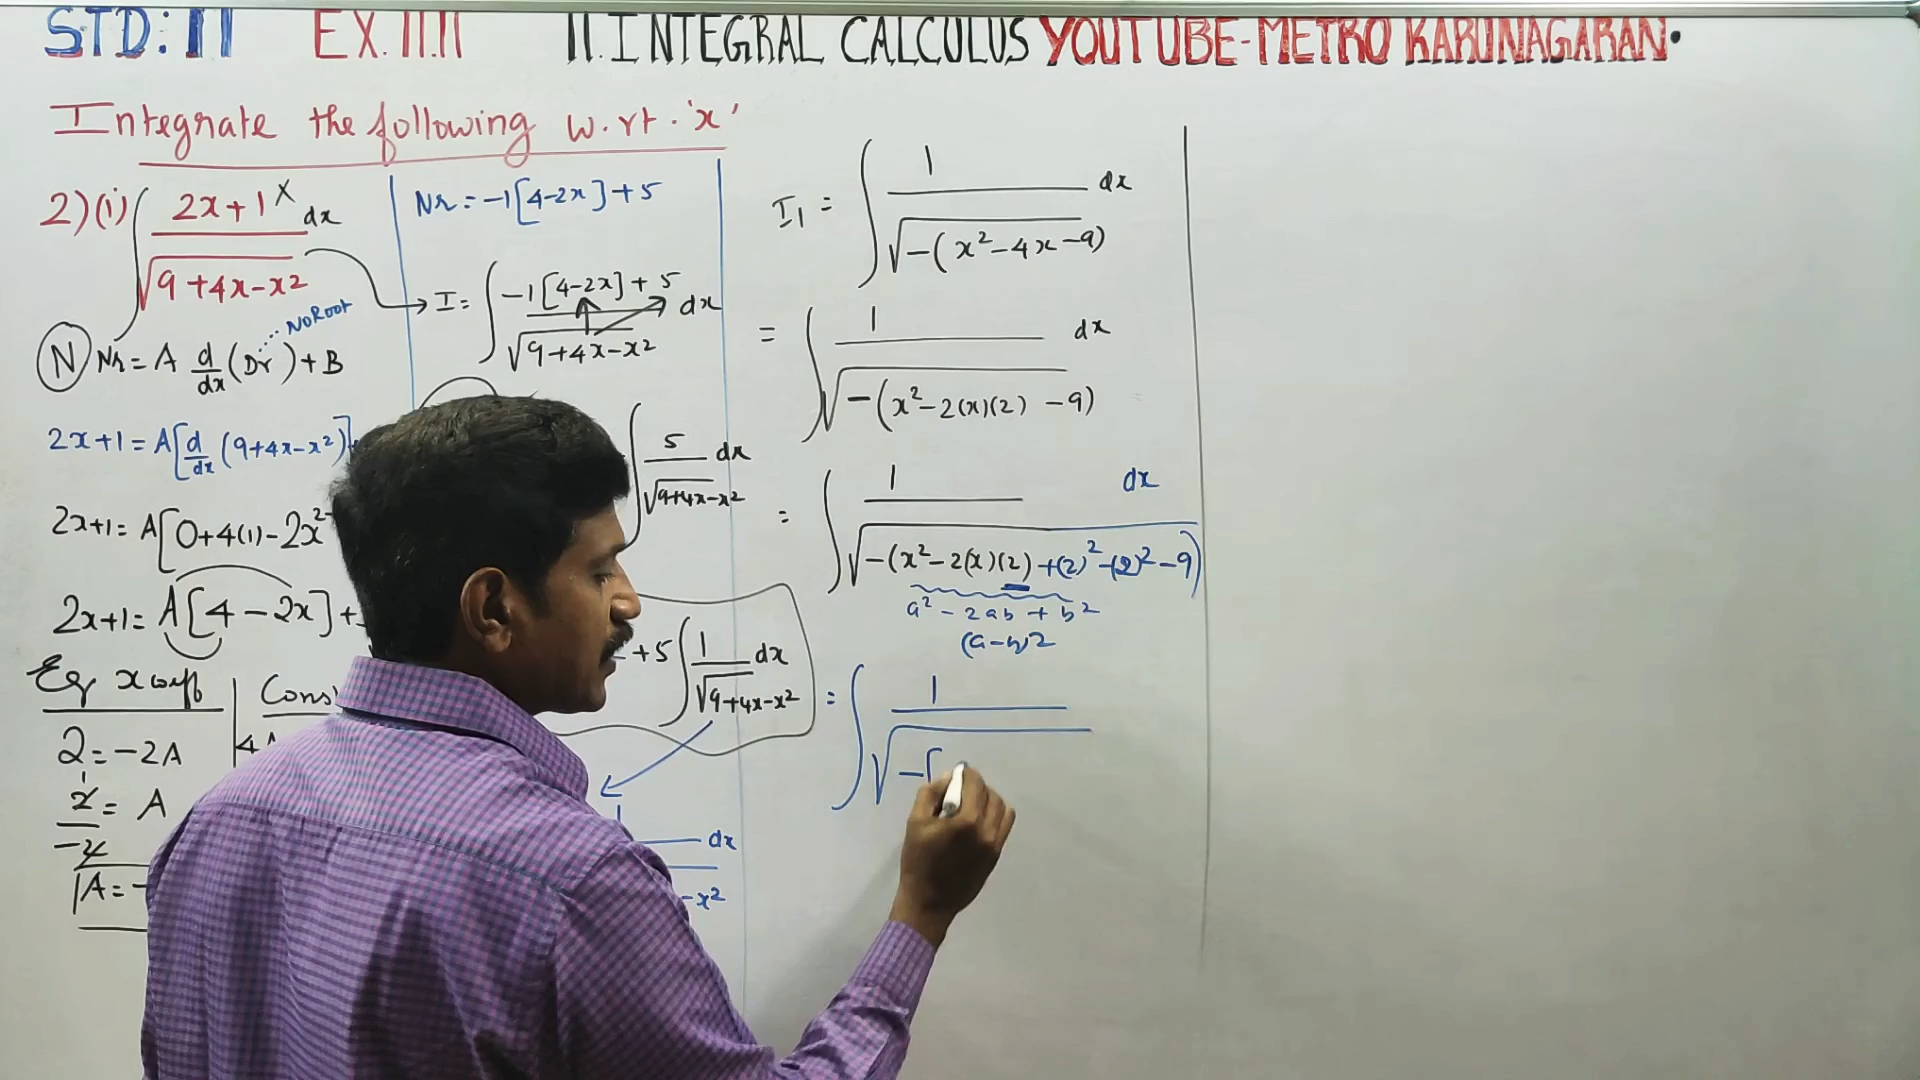 STD: 11 EX. 11.11 11. INTEGRAL CALCULUS YOUTUBE-METRO KARUNAGARAN.
Integrate the following w.r.t. 'x'
2)(i) ∫ 2x+1 / √9+4x-x² dx
No Root
(N) Nr = A d/dx (Dr) + B
2x+1 = A[d/dx (9+4x-x²)]
2x+1 = A[0+4(1)-2x²⁻
2x+1 = A[4-2x]+
Eq x coeff
2 = -2A
2/-2 = A
A = -
Cons
4A
Nr = -1[4-2x]+5
I = ∫ -1[4-2x]+5 / √9+4x-x² dx
∫ 5/√9+4x-x² dx
+5 ∫ 1/√9+4x-x² dx
1 dx
-x²
I₁ = ∫ 1/√-(x²-4x-9) dx
= ∫ 1/√-(x²-2(x)(2) -9) dx
= ∫ 1/√-(x²-2(x)(2)+(2)²-(2)²-9) dx
a²-2ab+b²
(a-b)²
= ∫ 1/√-[